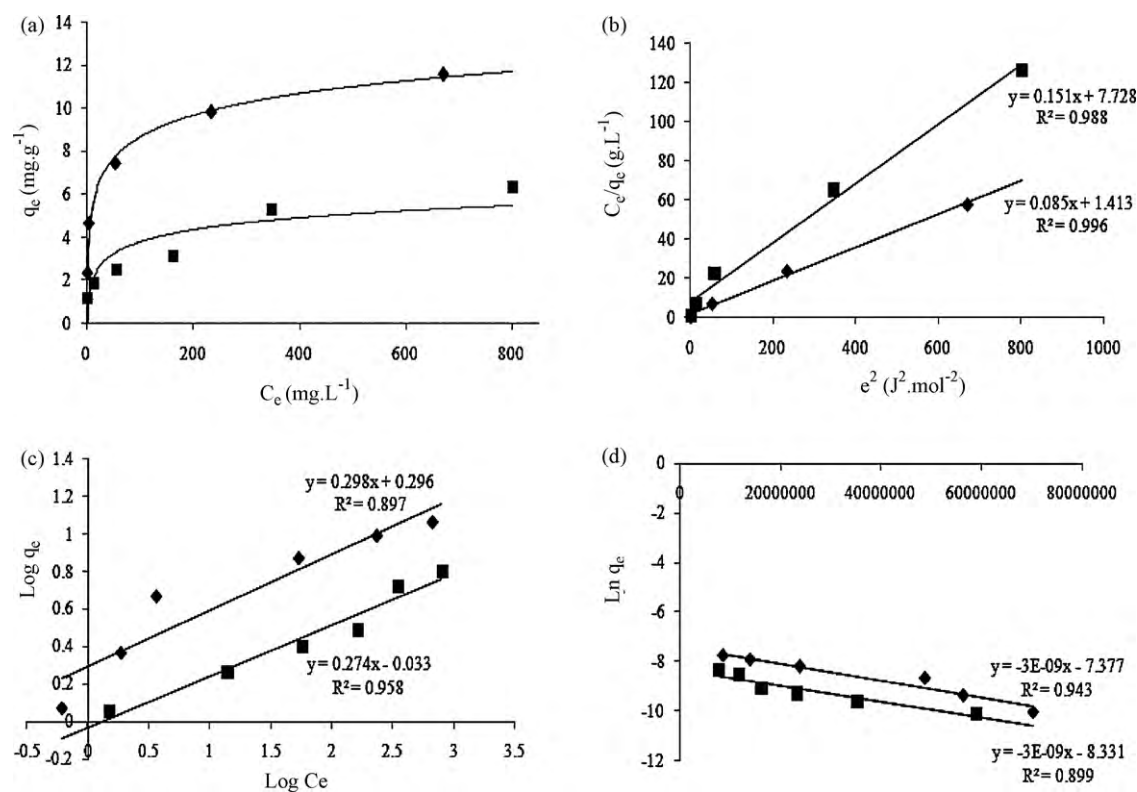 (a)
14
12
10
8
6
4
2
0
0 200 400 600 800
qe (mg.g-1)
Ce (mg.L-1)
(b)
140
120
100
80
60
40
20
0
0 200 400 600 800 1000
Ce/qe (g.L-1)
e2 (J2.mol-2)
y = 0.151x + 7.728
R² = 0.988
y = 0.085x + 1.413
R² = 0.996
(c)
1.4
1.2
1
0.8
0.6
0.4
0.2
0
-0.2
-0.5 0 0.5 1 1.5 2 2.5 3 3.5
Log qe
Log Ce
y = 0.298x + 0.296
R² = 0.897
y = 0.274x - 0.033
R² = 0.958
(d)
0
-2
-4
-6
-8
-10
-12
0 20000000 40000000 60000000 80000000
Ln qe
y = -3E-09x - 7.377
R² = 0.943
y = -3E-09x - 8.331
R² = 0.899